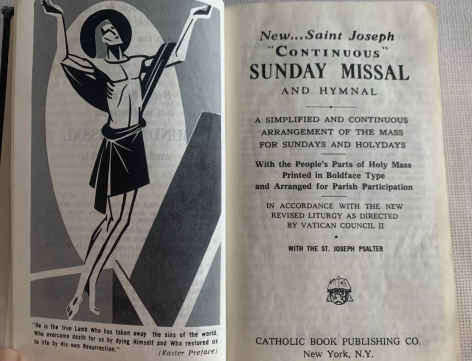 "He is the true Lamb Who has taken away the sins of the world,
Who overcame death for us by dying Himself and Who restored us
to life by His own Resurrection."
(Easter Preface)
New...Saint Joseph
"CONTINUOUS"
SUNDAY MISSAL
AND HYMNAL
A SIMPLIFIED AND CONTINUOUS
ARRANGEMENT OF THE MASS
FOR SUNDAYS AND HOLYDAYS
With the People's Parts of Holy Mass
Printed in Boldface Type
and Arranged for Parish Participation
IN ACCORDANCE WITH THE NEW
REVISED LITURGY AS DIRECTED
BY VATICAN COUNCIL II
WITH THE ST. JOSEPH PSALTER
CATHOLIC BOOK PUBLISHING CO.
New York, N.Y.